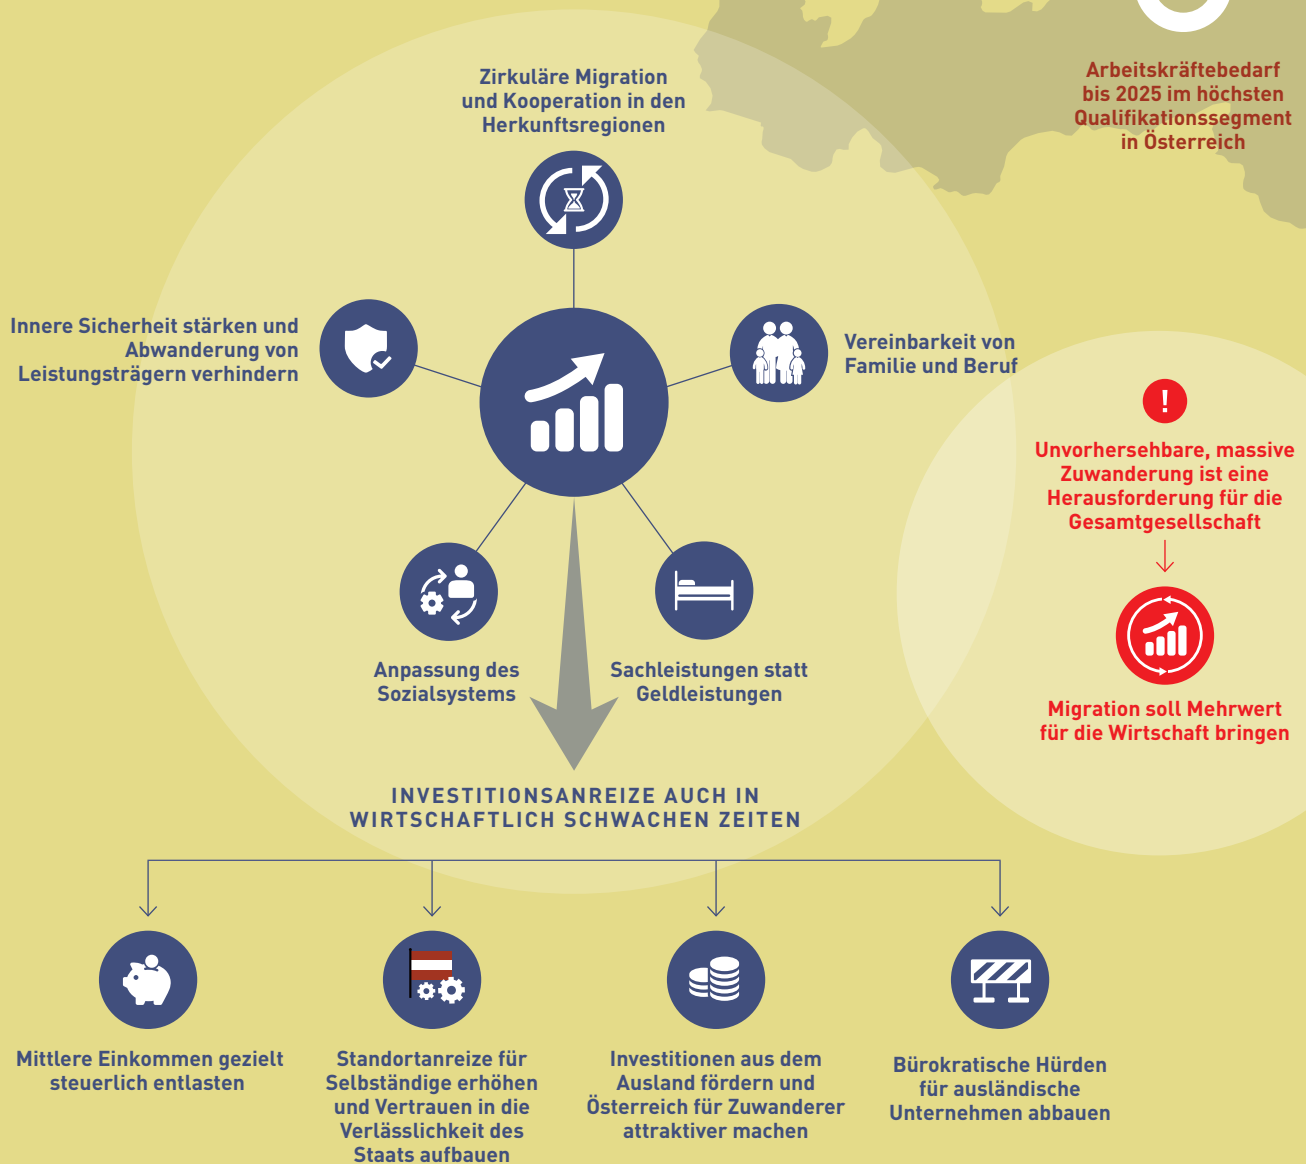 Zirkuläre Migration
und Kooperation in den
Herkunftsregionen
Arbeitskräftebedarf
bis 2025 im höchsten
Qualifikationssegment
in Österreich
Innere Sicherheit stärken und
Abwanderung von
Leistungsträgern verhindern
Vereinbarkeit von
Familie und Beruf
!
Unvorhersehbare, massive
Zuwanderung ist eine
Herausforderung für die
Gesamtgesellschaft
Migration soll Mehrwert
für die Wirtschaft bringen
Anpassung des
Sozialsystems
Sachleistungen statt
Geldleistungen
INVESTITIONSANREIZE AUCH IN
WIRTSCHAFTLICH SCHWACHEN ZEITEN
Mittlere Einkommen gezielt
steuerlich entlasten
Standortanreize für
Selbständige erhöhen
und Vertrauen in die
Verlässlichkeit des
Staats aufbauen
Investitionen aus dem
Ausland fördern und
Österreich für Zuwanderer
attraktiver machen
Bürokratische Hürden
für ausländische
Unternehmen abbauen